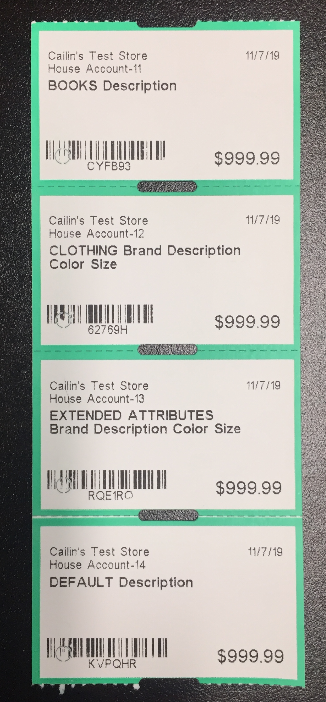 Cailin's Test Store 11/7/19
House Account-11
BOOKS Description
CYFB93 $999.99
Cailin's Test Store 11/7/19
House Account-12
CLOTHING Brand Description
Color Size
62769H $999.99
Cailin's Test Store 11/7/19
House Account-13
EXTENDED ATTRIBUTES
Brand Description Color Size
RQE1RO $999.99
Cailin's Test Store 11/7/19
House Account-14
DEFAULT Description
KVPQHR $999.99